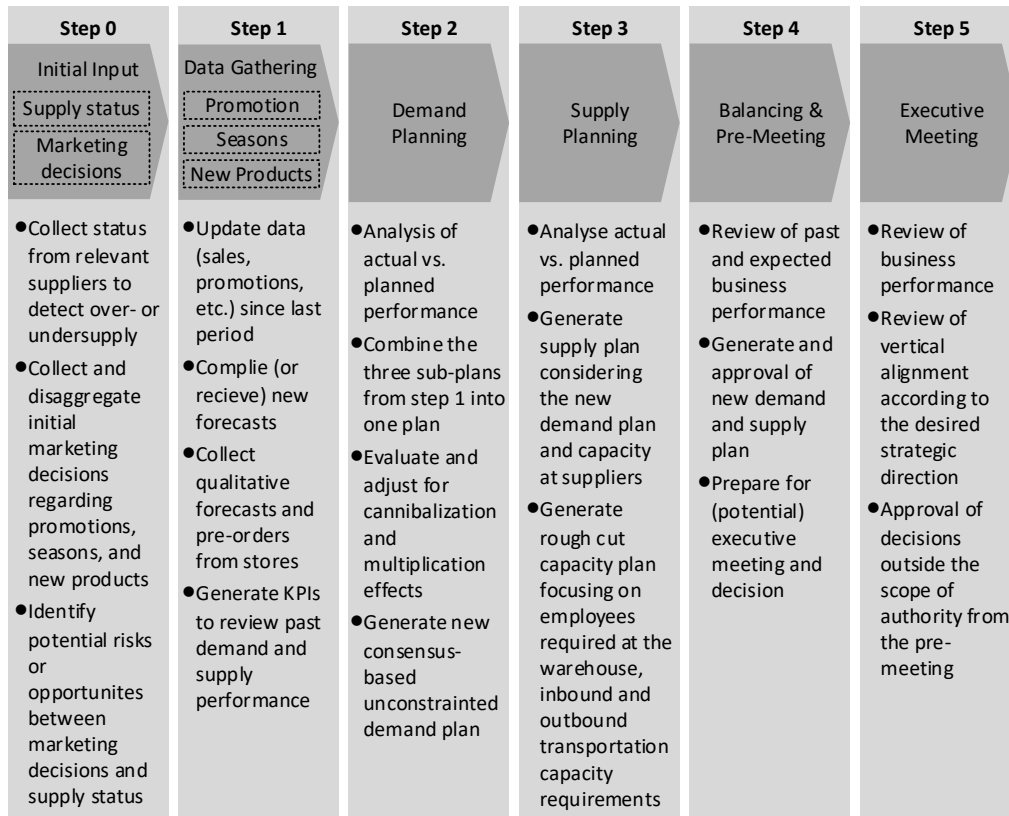 Step 0
Initial Input
Supply status
Marketing
decisions
●Collect status
from relevant
suppliers to
detect over- or
undersupply
●Collect and
disaggregate
initial
marketing
decisions
regarding
promotions,
seasons, and
new products
●Identify
potential risks
or
opportunites
between
marketing
decisions and
supply status
Step 1
Data Gathering
Promotion
Seasons
New Products
●Update data
(sales,
promotions,
etc.) since last
period
●Complie (or
recieve) new
forecasts
●Collect
qualitative
forecasts and
pre-orders
from stores
●Generate KPIs
to review past
demand and
supply
performance
Step 2
Demand
Planning
●Analysis of
actual vs.
planned
performance
●Combine the
three sub-plans
from step 1 into
one plan
●Evaluate and
adjust for
cannibalization
and
multiplication
effects
●Generate new
consensus-
based
unconstrainted
demand plan
Step 3
Supply
Planning
●Analyse actual
vs. planned
performance
●Generate
supply plan
considering
the new
demand plan
and capacity
at suppliers
●Generate
rough cut
capacity plan
focusing on
employees
required at the
warehouse,
inbound and
outbound
transportation
capacity
requirements
Step 4
Balancing &
Pre-Meeting
●Review of past
and expected
business
performance
●Generate and
approval of
new demand
and supply
plan
●Prepare for
(potential)
executive
meeting and
decision
Step 5
Executive
Meeting
●Review of
business
performance
●Review of
vertical
alignment
according to
the desired
strategic
direction
●Approval of
decisions
outside the
scope of
authority from
the pre-
meeting